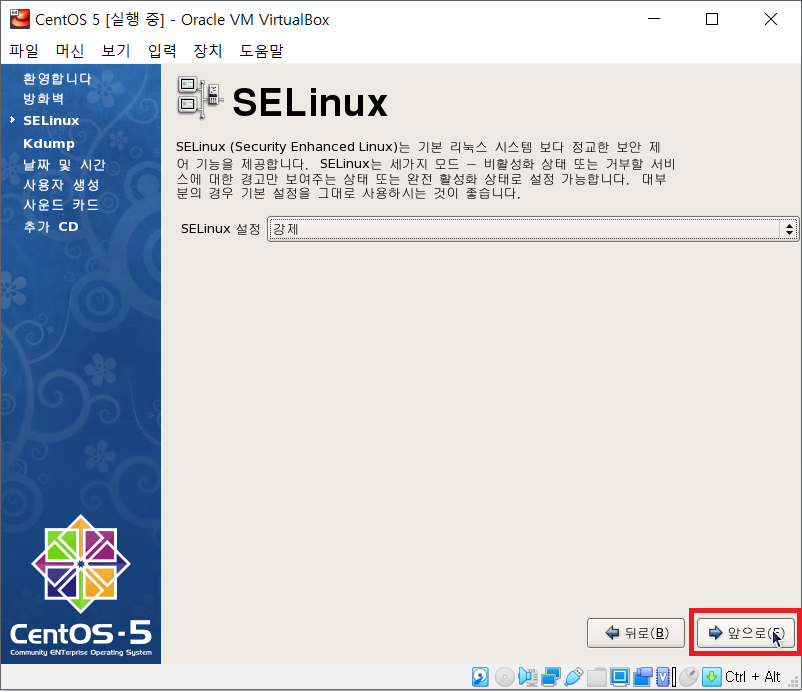 CentOS 5 [실행 중] - Oracle VM VirtualBox
파일 머신 보기 입력 장치 도움말
환영합니다
방화벽
SELinux
Kdump
날짜 및 시간
사용자 생성
사운드 카드
추가 CD
SELinux
SELinux (Security Enhanced Linux)는 기본 리눅스 시스템 보다 정교한 보안 제
어 기능을 제공합니다. SELinux는 세가지 모드 – 비활성화 상태 또는 거부할 서비
스에 대한 경고만 보여주는 상태 또는 완전 활성화 상태로 설정 가능합니다. 대부
분의 경우 기본 설정을 그대로 사용하시는 것이 좋습니다.
SELinux 설정 강제
CentOS-5
Community ENTerprise Operating System
뒤로(B) 앞으로(F)
Ctrl + Alt